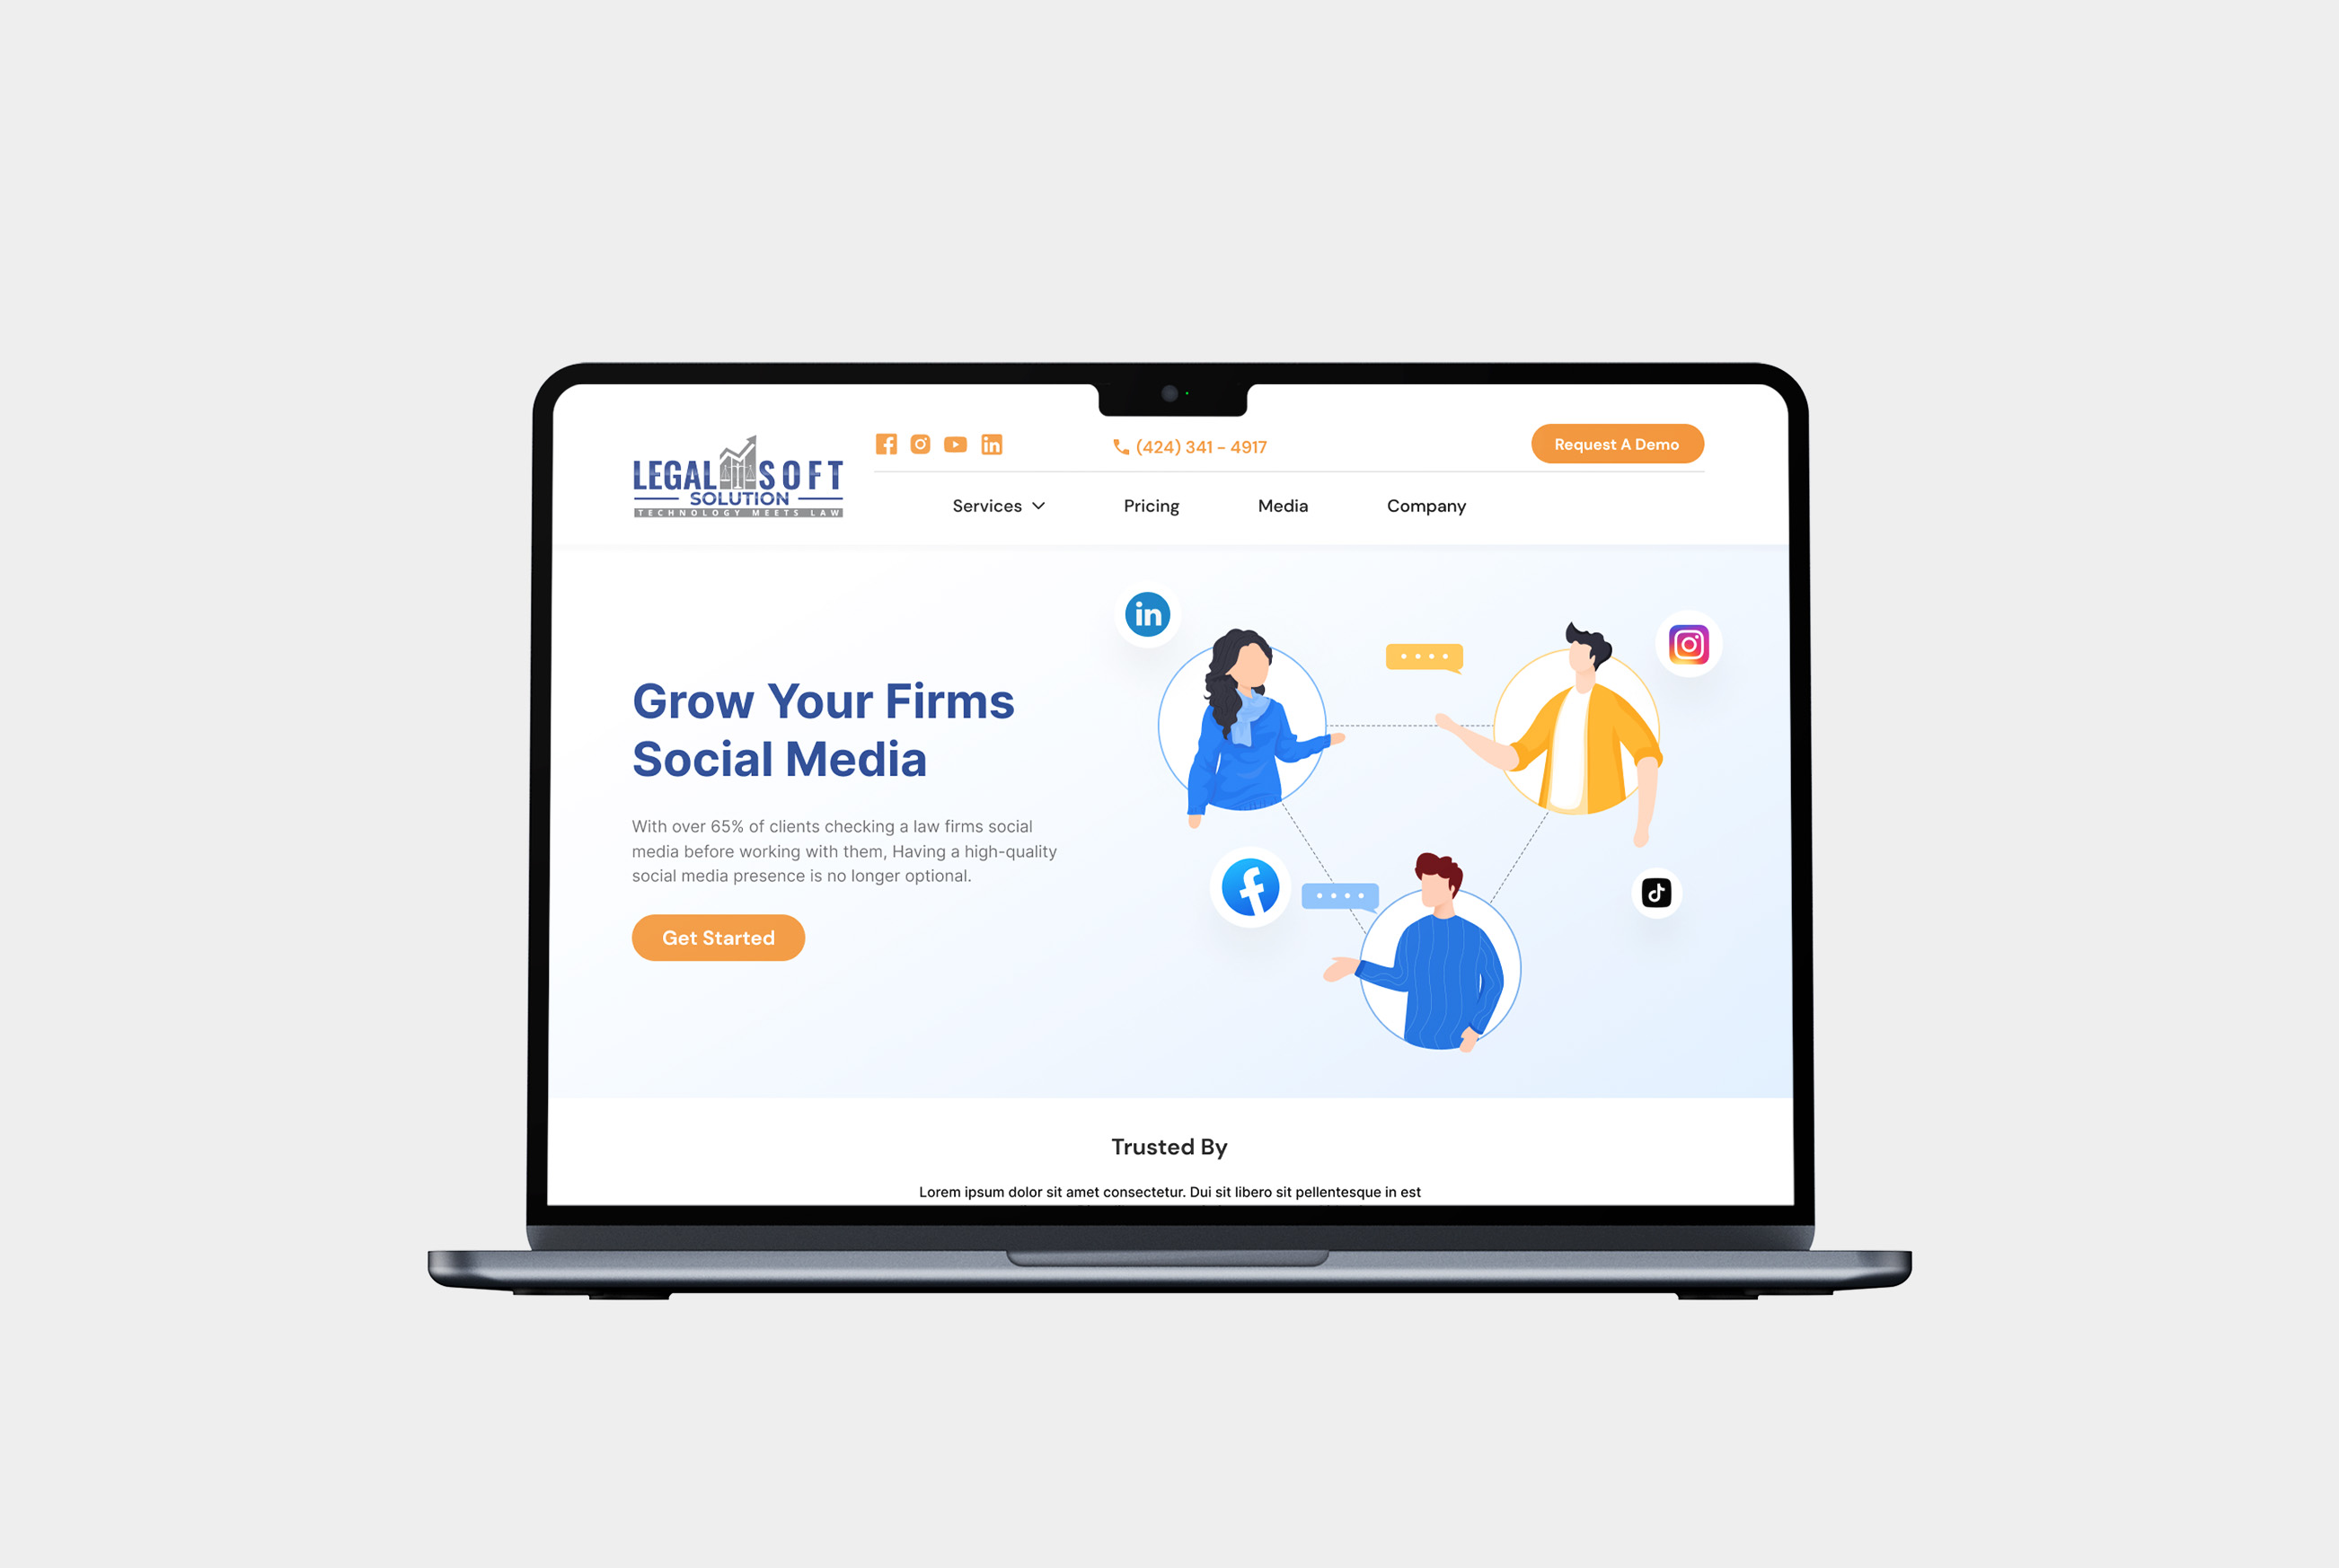 LEGAL SOFT
SOLUTION
TECHNOLOGY MEETS LAW
(424) 341 - 4917
Request A Demo
Services
Pricing
Media
Company
Grow Your Firms
Social Media
With over 65% of clients checking a law firms social
media before working with them, Having a high-quality
social media presence is no longer optional.
Get Started
in
in
Trusted By
Lorem ipsum dolor sit amet consectetur. Dui sit libero sit pellentesque in est